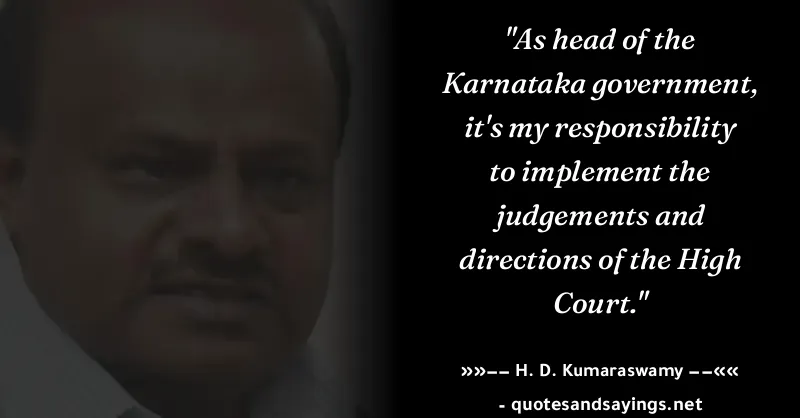 "As head of the
Karnataka government,
it's my responsibility
to implement the
judgements and
directions of the High
Court."
»»–– H. D. Kumaraswamy ––««
- quotesandsayings.net